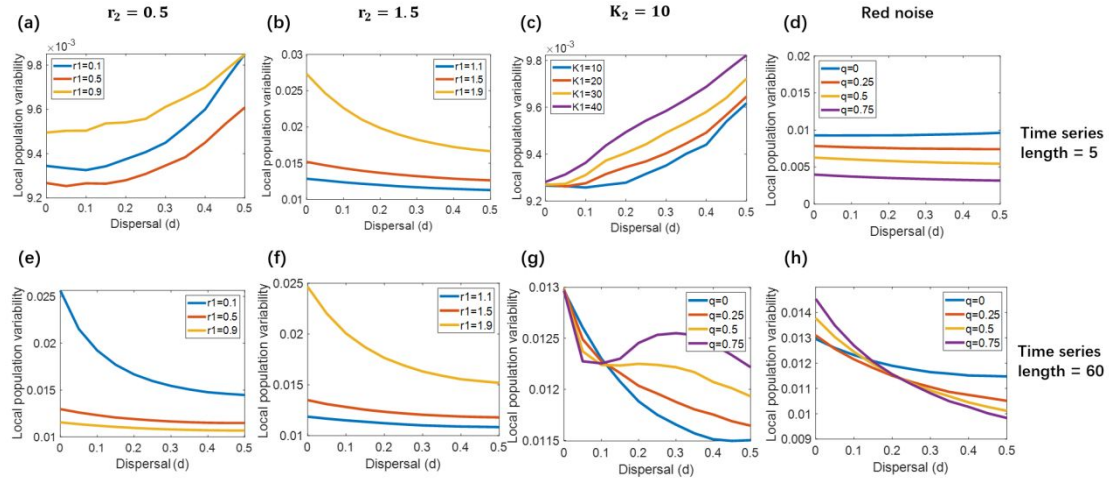 r₂ = 0.5
r₂ = 1.5
K₂ = 10
Red noise
(a)
(b)
(c)
(d)
× 10⁻³
9.8
9.6
9.4
9.2
0 0.1 0.2 0.3 0.4 0.5
Dispersal (d)
Local population variability
r1=0.1
r1=0.5
r1=0.9
0.03
0.025
0.02
0.015
0.01
0 0.1 0.2 0.3 0.4 0.5
Dispersal (d)
Local population variability
r1=1.1
r1=1.5
r1=1.9
× 10⁻³
9.8
9.6
9.4
9.2
0 0.1 0.2 0.3 0.4 0.5
Dispersal (d)
Local population variability
K1=10
K1=20
K1=30
K1=40
0.02
0.015
0.01
0.005
0
0 0.1 0.2 0.3 0.4 0.5
Dispersal (d)
Local population variability
q=0
q=0.25
q=0.5
q=0.75
Time series
length = 5
(e)
(f)
(g)
(h)
0.025
0.02
0.015
0.01
0 0.1 0.2 0.3 0.4 0.5
Dispersal (d)
Local population variability
r1=0.1
r1=0.5
r1=0.9
0.025
0.02
0.015
0.01
0 0.1 0.2 0.3 0.4 0.5
Dispersal (d)
Local population variability
r1=1.1
r1=1.5
r1=1.9
0.013
0.0125
0.012
0.0115
0 0.1 0.2 0.3 0.4 0.5
Dispersal (d)
Local population variability
q=0
q=0.25
q=0.5
q=0.75
0.014
0.013
0.012
0.011
0.01
0.009
0 0.1 0.2 0.3 0.4 0.5
Dispersal (d)
Local population variability
q=0
q=0.25
q=0.5
q=0.75
Time series
length = 60